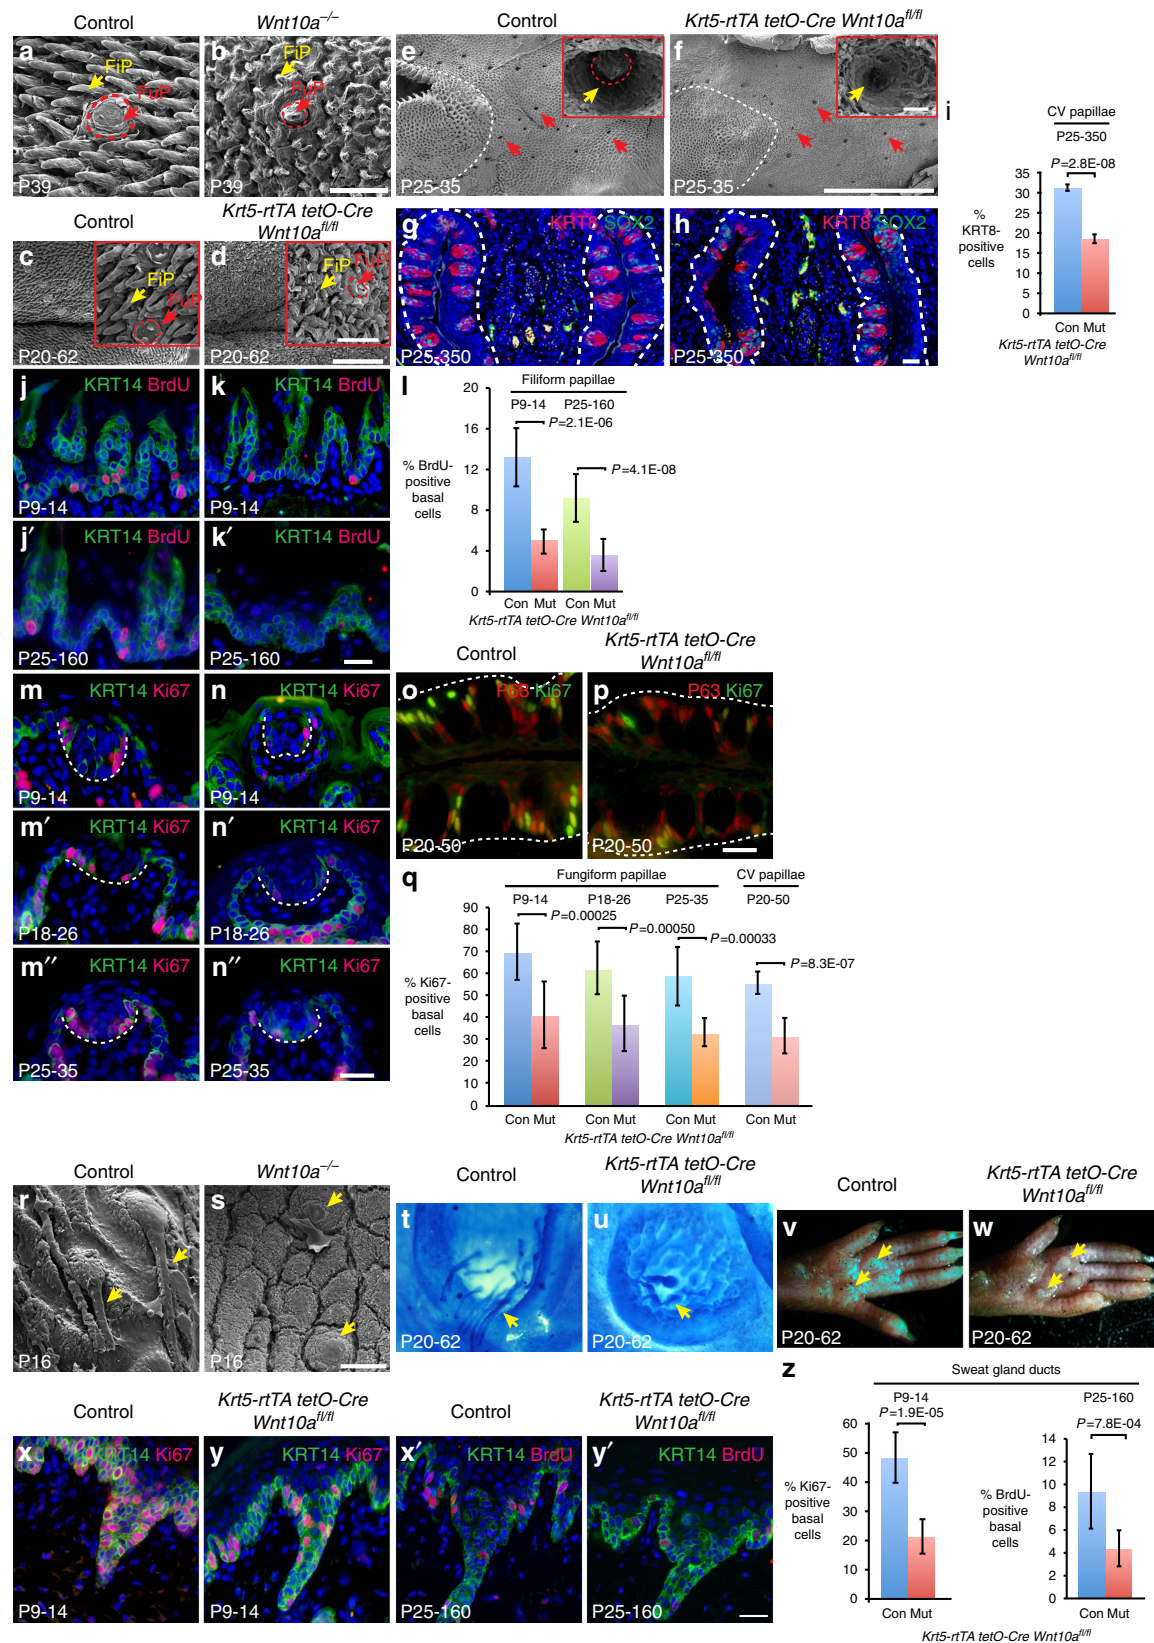 Control
Wnt10a–/–
Control
Krt5-rtTA tetO-Cre Wnt10afl/fl
a
FiP
FuP
P39
b
FiP
FuP
P39
e
P25-35
f
P25-35
i
CV papillae
P25-350
P=2.8E-08
35
30
25
20
15
10
5
0
%
KRT8-
positive
cells
Con Mut
Krt5-rtTA tetO-Cre
Wnt10afl/fl
Control
Krt5-rtTA tetO-Cre
Wnt10afl/fl
c
FiP
FuP
P20-62
d
FiP
FuP
P20-62
g
KRT8 SOX2
P25-350
h
KRT8 SOX2
P25-350
j
KRT14 BrdU
P9-14
k
KRT14 BrdU
P9-14
j′
KRT14 BrdU
P25-160
k′
KRT14 BrdU
P25-160
l
Filiform papillae
P9-14
P25-160
P=2.1E-06
P=4.1E-08
20
16
12
8
4
0
% BrdU-
positive
basal
cells
Con Mut
Con Mut
Krt5-rtTA tetO-Cre Wnt10afl/fl
m
KRT14 Ki67
P9-14
n
KRT14 Ki67
P9-14
m′
KRT14 Ki67
P18-26
n′
KRT14 Ki67
P18-26
m′′
KRT14 Ki67
P25-35
n′′
KRT14 Ki67
P25-35
Control
Krt5-rtTA tetO-Cre
Wnt10afl/fl
o
P63 Ki67
P20-50
p
P63 Ki67
P20-50
q
Fungiform papillae
CV papillae
P9-14
P18-26
P25-35
P20-50
P=0.00025
P=0.00050
P=0.00033
P=8.3E-07
90
80
70
60
50
40
30
20
10
0
% Ki67-
positive
basal
cells
Con Mut
Con Mut
Con Mut
Con Mut
Krt5-rtTA tetO-Cre Wnt10afl/fl
Control
Wnt10a–/–
Control
Krt5-rtTA tetO-Cre
Wnt10afl/fl
Control
Krt5-rtTA tetO-Cre
Wnt10afl/fl
r
P16
s
P16
t
P20-62
u
P20-62
v
P20-62
w
P20-62
Control
Krt5-rtTA tetO-Cre
Wnt10afl/fl
Control
Krt5-rtTA tetO-Cre
Wnt10afl/fl
x
KRT14 Ki67
P9-14
y
KRT14 Ki67
P9-14
x′
KRT14 BrdU
P25-160
y′
KRT14 BrdU
P25-160
z
Sweat gland ducts
P9-14
P=1.9E-05
60
50
40
30
20
10
0
% Ki67-
positive
basal
cells
Con Mut
P25-160
P=7.8E-04
14
12
10
8
6
4
2
0
% BrdU-
positive
basal
cells
Con Mut
Krt5-rtTA tetO-Cre Wnt10afl/fl